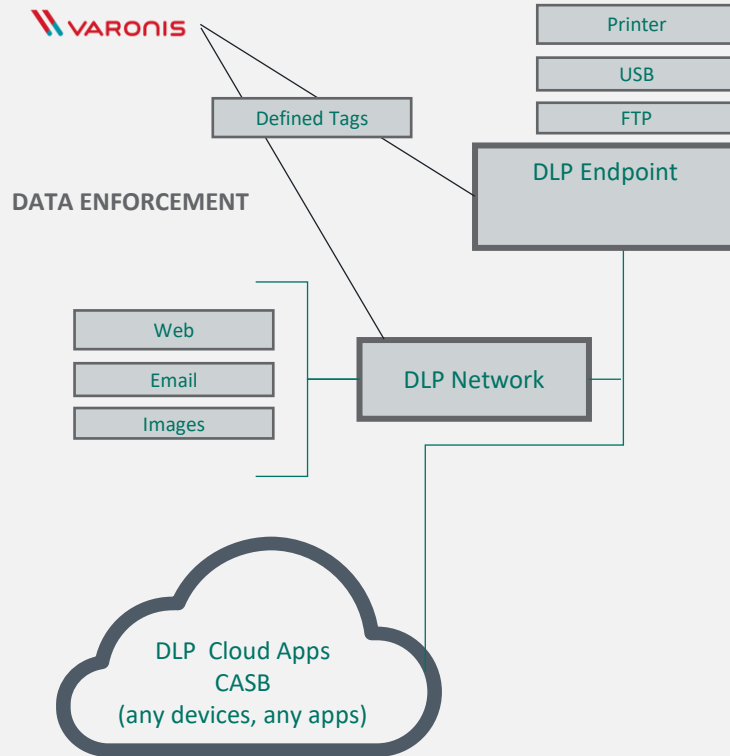 VARONIS
Printer
USB
FTP
Defined Tags
DLP Endpoint
DATA ENFORCEMENT
Web
Email
Images
DLP Network
DLP Cloud Apps
CASB
(any devices, any apps)